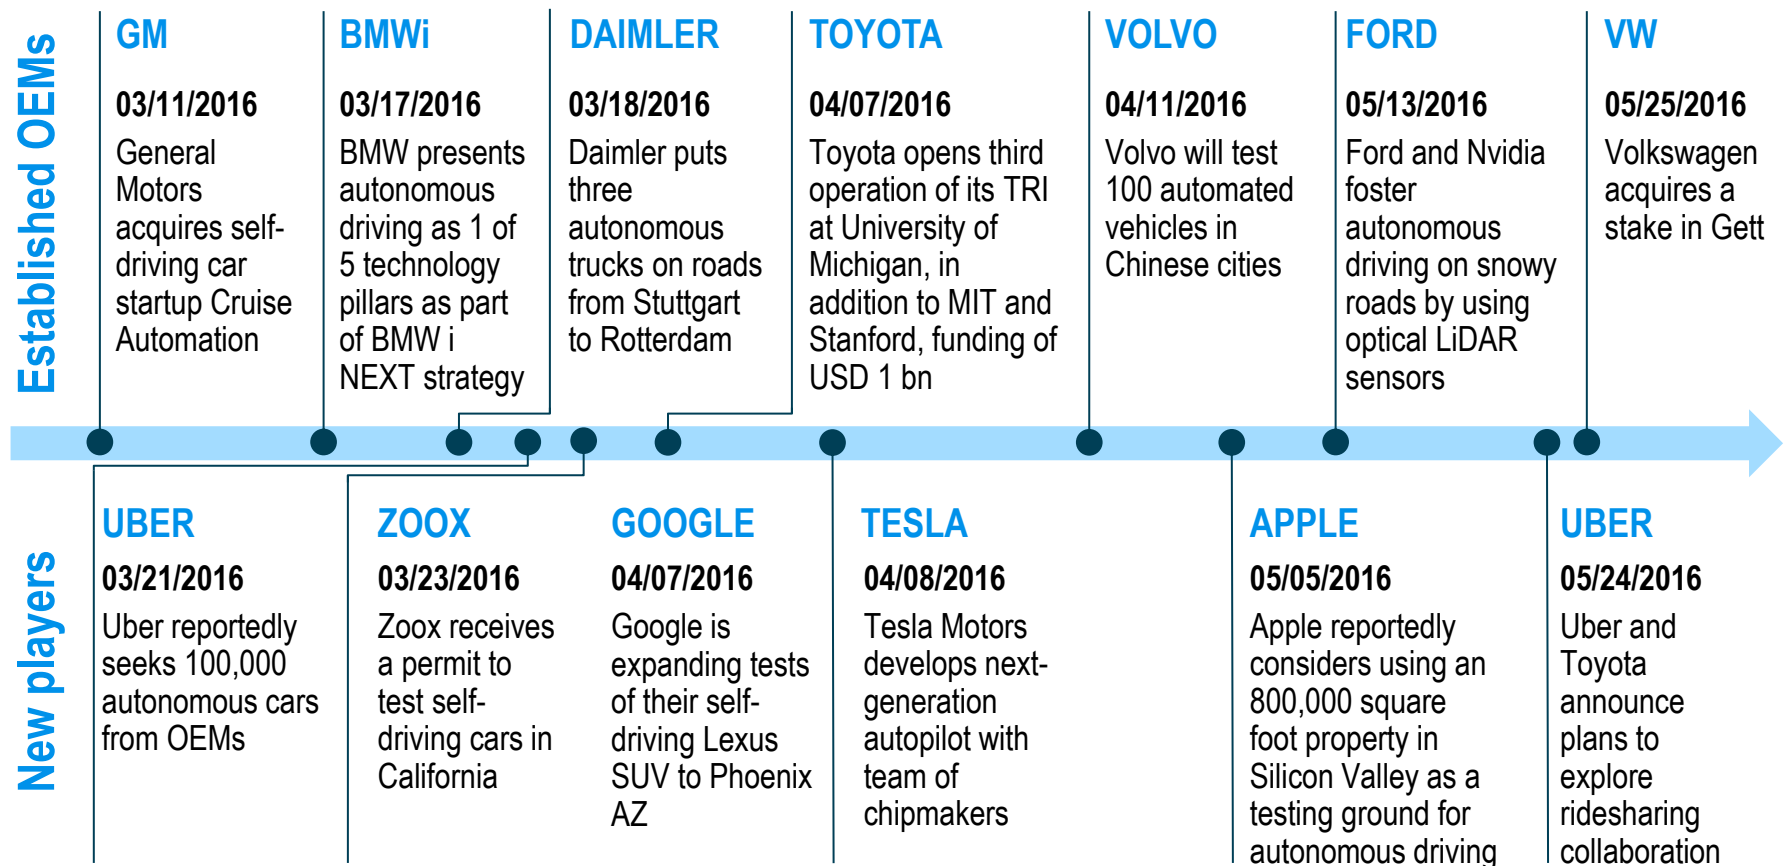 Established OEMs
GM
03/11/2016
General
Motors
acquires self-
driving car
startup Cruise
Automation
BMWi
03/17/2016
BMW presents
autonomous
driving as 1 of
5 technology
pillars as part
of BMW i
NEXT strategy
DAIMLER
03/18/2016
Daimler puts
three
autonomous
trucks on roads
from Stuttgart
to Rotterdam
TOYOTA
04/07/2016
Toyota opens third
operation of its TRI
at University of
Michigan, in
addition to MIT and
Stanford, funding of
USD 1 bn
VOLVO
04/11/2016
Volvo will test
100 automated
vehicles in
Chinese cities
FORD
05/13/2016
Ford and Nvidia
foster
autonomous
driving on snowy
roads by using
optical LiDAR
sensors
VW
05/25/2016
Volkswagen
acquires a
stake in Gett
New players
UBER
03/21/2016
Uber reportedly
seeks 100,000
autonomous cars
from OEMs
ZOOX
03/23/2016
Zoox receives
a permit to
test self-
driving cars in
California
GOOGLE
04/07/2016
Google is
expanding tests
of their self-
driving Lexus
SUV to Phoenix
AZ
TESLA
04/08/2016
Tesla Motors
develops next-
generation
autopilot with
team of
chipmakers
APPLE
05/05/2016
Apple reportedly
considers using an
800,000 square
foot property in
Silicon Valley as a
testing ground for
autonomous driving
UBER
05/24/2016
Uber and
Toyota
announce
plans to
explore
ridesharing
collaboration